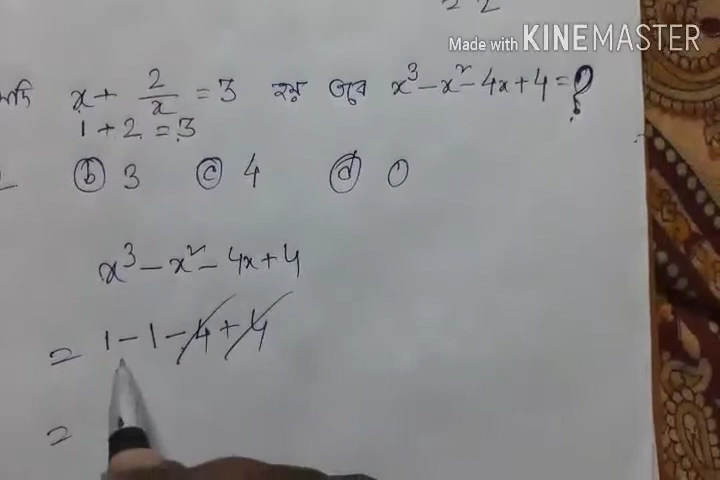 Made with KINEMASTER
x + 2/x = 3 হয় তবে x³ - x² - 4x + 4 = ?
1 + 2 = 3
ⓑ 3 ⓒ 4 ⓓ 0
x³ - x² - 4x + 4
= 1 - 1 - 4 + 4
=